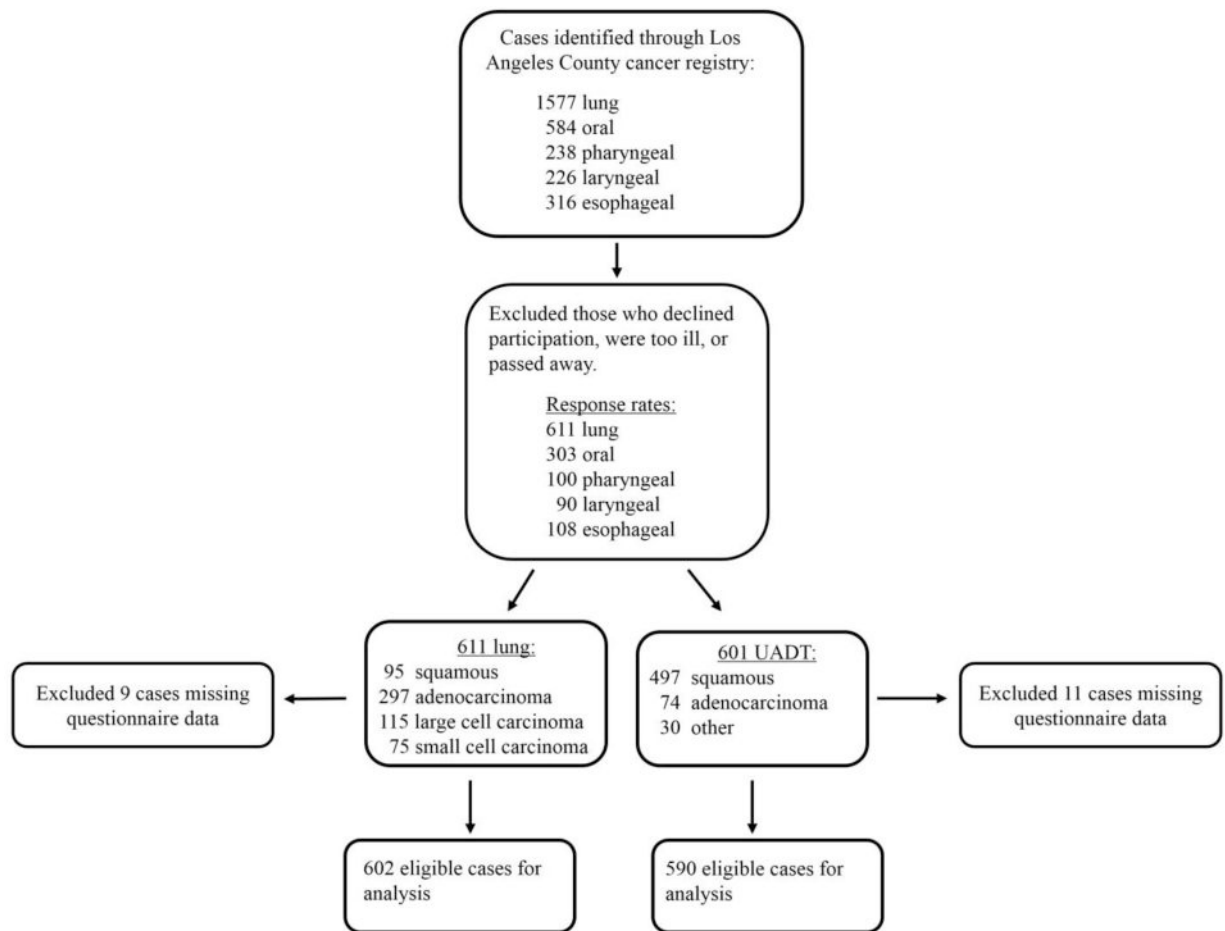 Cases identified through Los
Angeles County cancer registry:
1577 lung
584 oral
238 pharyngeal
226 laryngeal
316 esophageal
Excluded those who declined
participation, were too ill, or
passed away.
Response rates:
611 lung
303 oral
100 pharyngeal
90 laryngeal
108 esophageal
611 lung:
95 squamous
297 adenocarcinoma
115 large cell carcinoma
75 small cell carcinoma
601 UADT:
497 squamous
74 adenocarcinoma
30 other
Excluded 9 cases missing
questionnaire data
Excluded 11 cases missing
questionnaire data
602 eligible cases for
analysis
590 eligible cases for
analysis